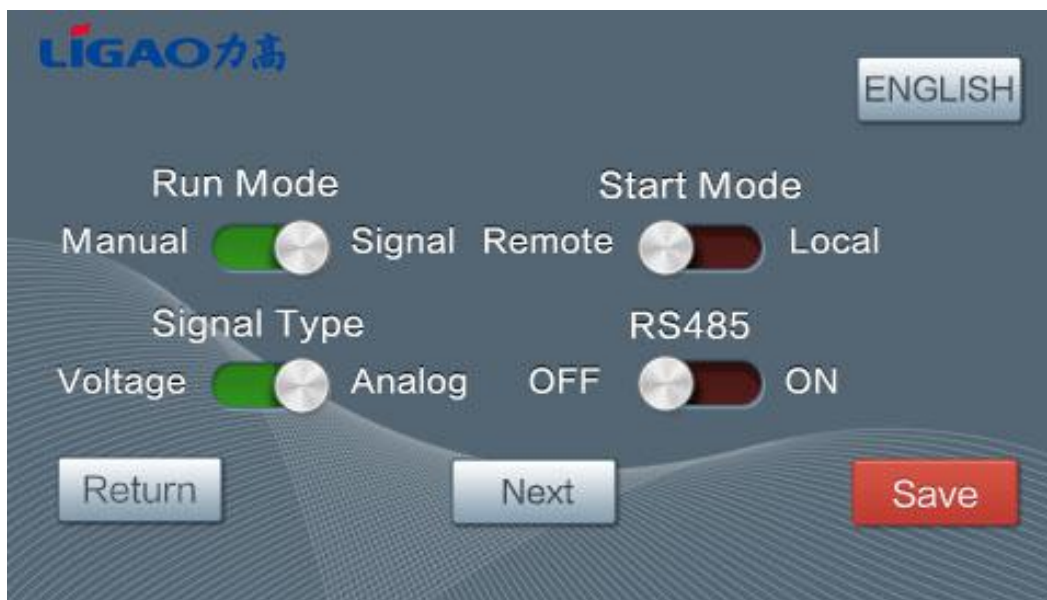 LIGAO力高
ENGLISH
Run Mode
Start Mode
Manual Signal
Remote Local
Signal Type
RS485
Voltage Analog
OFF ON
Return
Next
Save